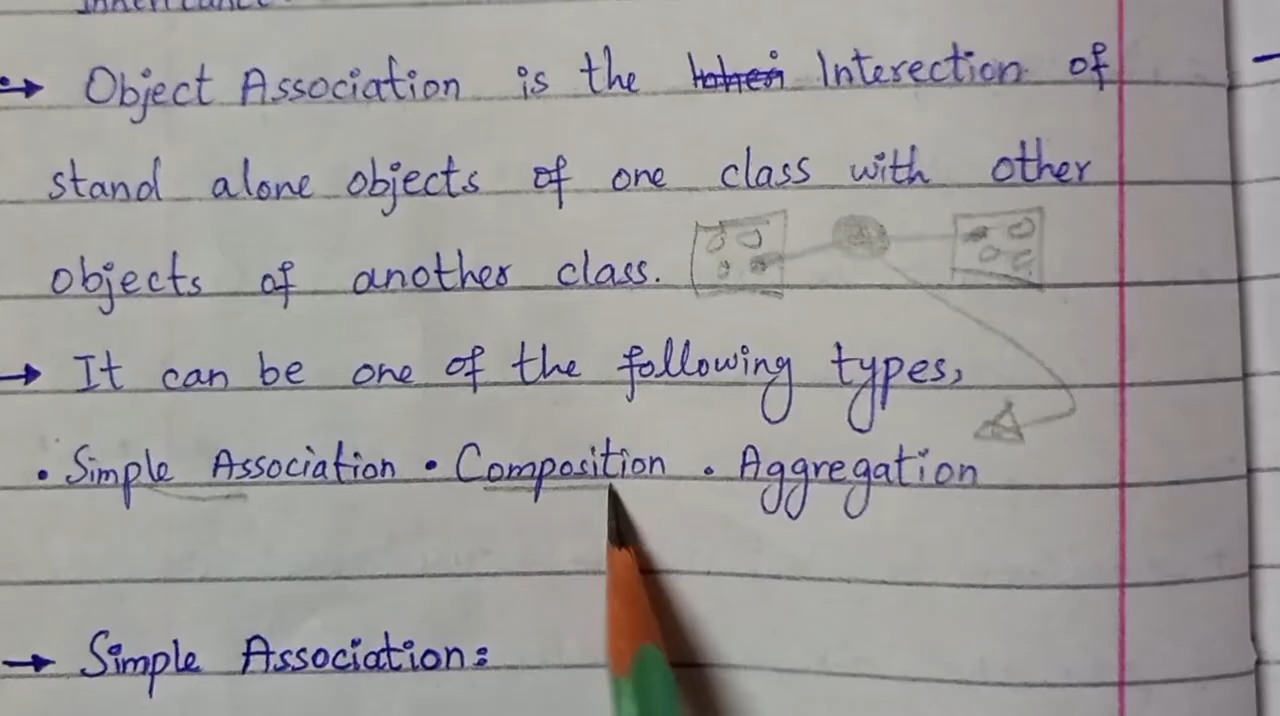 Inheritance
→ Object Association is the Interection of
stand alone objects of one class with other
objects of another class.
→ It can be one of the following types,
• Simple Association • Composition • Aggregation
→ Simple Association: